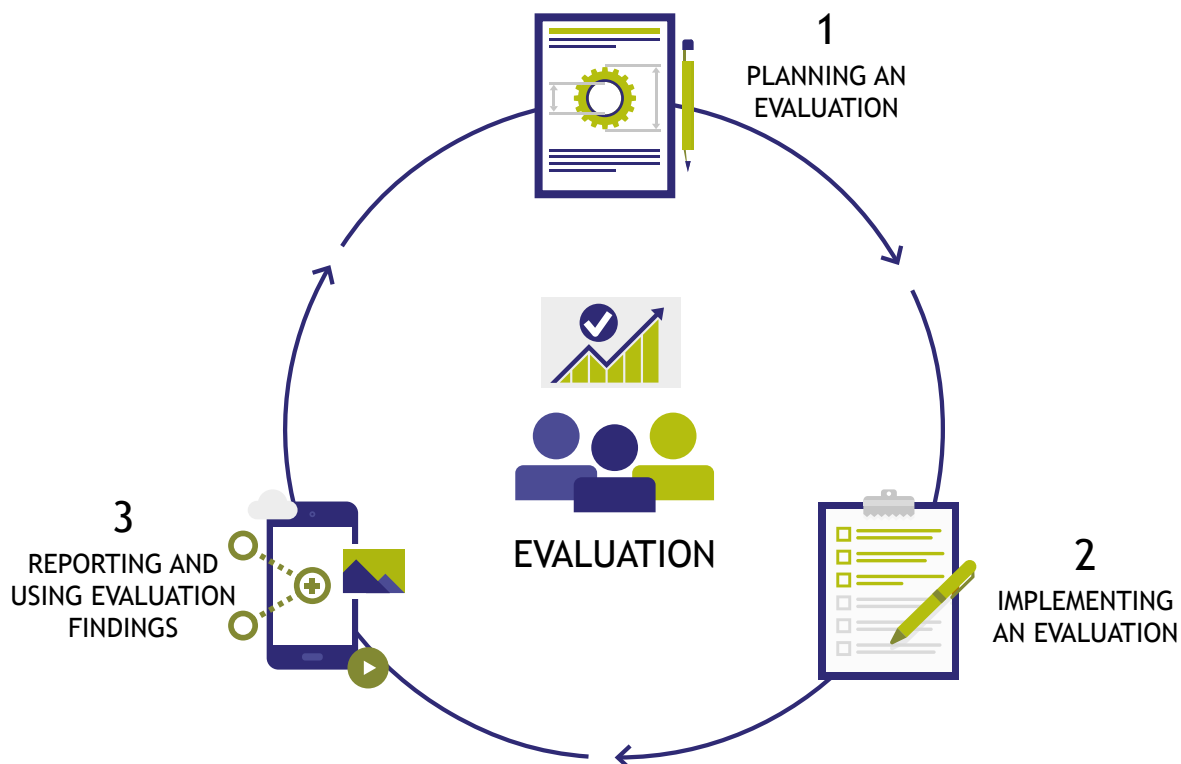 1
PLANNING AN
EVALUATION
EVALUATION
2
IMPLEMENTING
AN EVALUATION
3
REPORTING AND
USING EVALUATION
FINDINGS